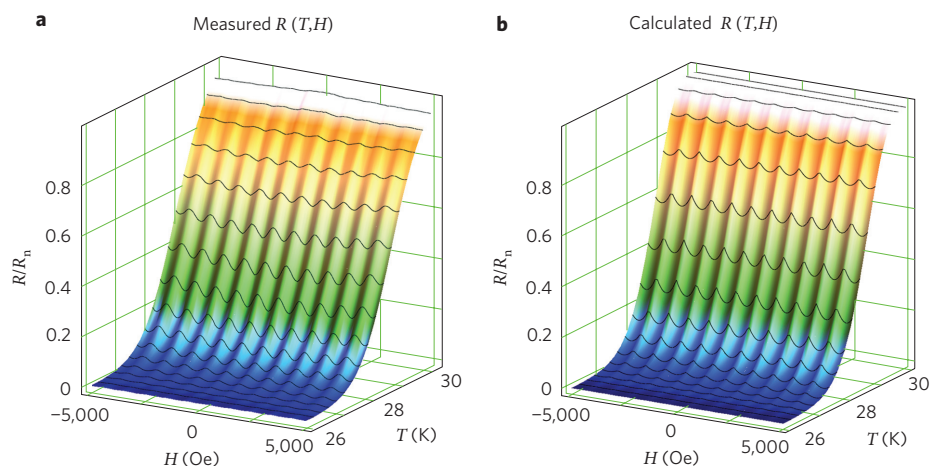 a
Measured R (T,H)
R/Rn
0.8
0.6
0.4
0.2
0
−5,000
0
5,000
H (Oe)
26
28
30
T (K)
b
Calculated R (T,H)
R/Rn
0.8
0.6
0.4
0.2
0
−5,000
0
5,000
H (Oe)
26
28
30
T (K)